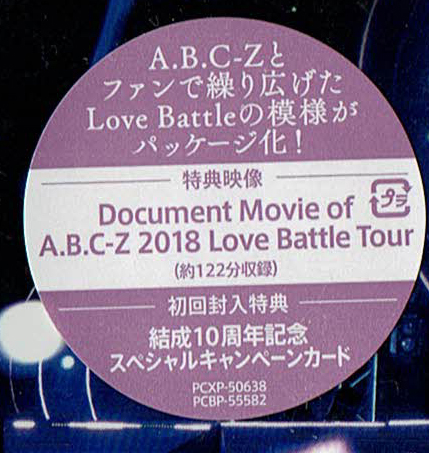 A.B.C-Zと
ファンで繰り広げた
Love Battleの模様が
パッケージ化!
特典映像
Document Movie of
プラ
A.B.C-Z 2018 Love Battle Tour
(約122分収録)
初回封入特典
結成10周年記念
スペシャルキャンペーンカード
PCXP-50638
PCBP-55582